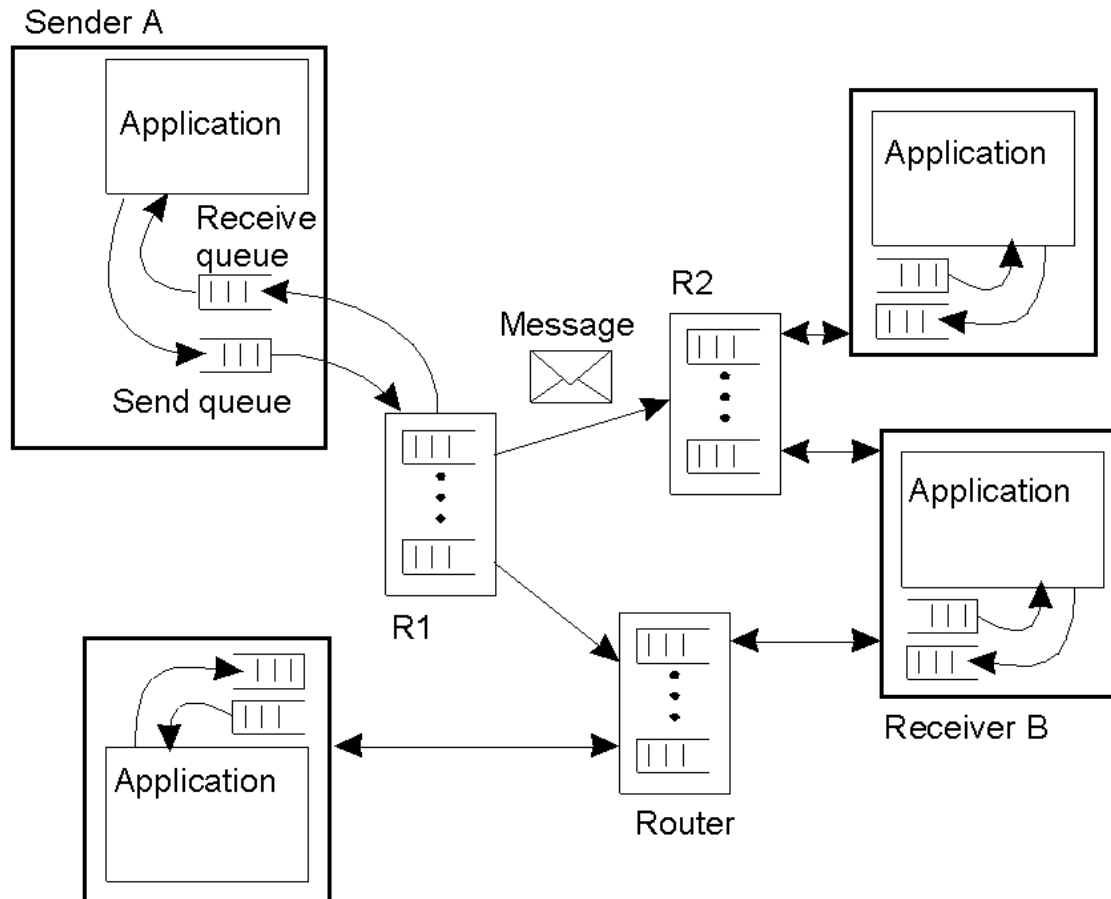 Sender A
Application
Receive
queue
Send queue
Message
R1
R2
Application
Application
Receiver B
Router
Application